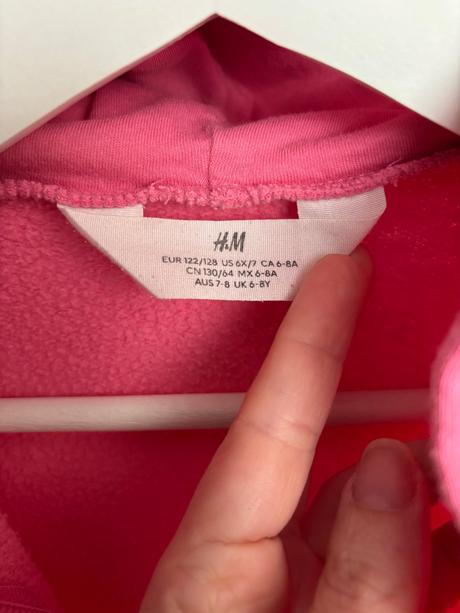 H&M
EUR 122/128 US 6X/7 CA 6-8A
CN 130/64 MX 6-8A
AUS 7-8 UK 6-8Y